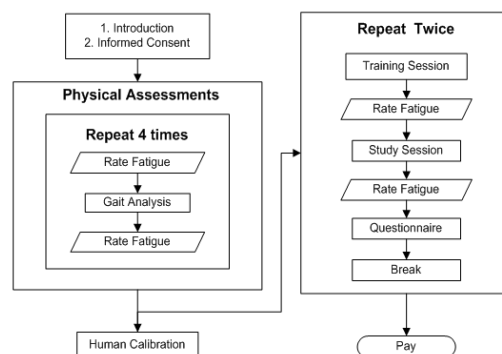 1. Introduction
2. Informed Consent
Physical Assessments
Repeat 4 times
Rate Fatigue
Gait Analysis
Rate Fatigue
Human Calibration
Repeat Twice
Training Session
Rate Fatigue
Study Session
Rate Fatigue
Questionnaire
Break
Pay